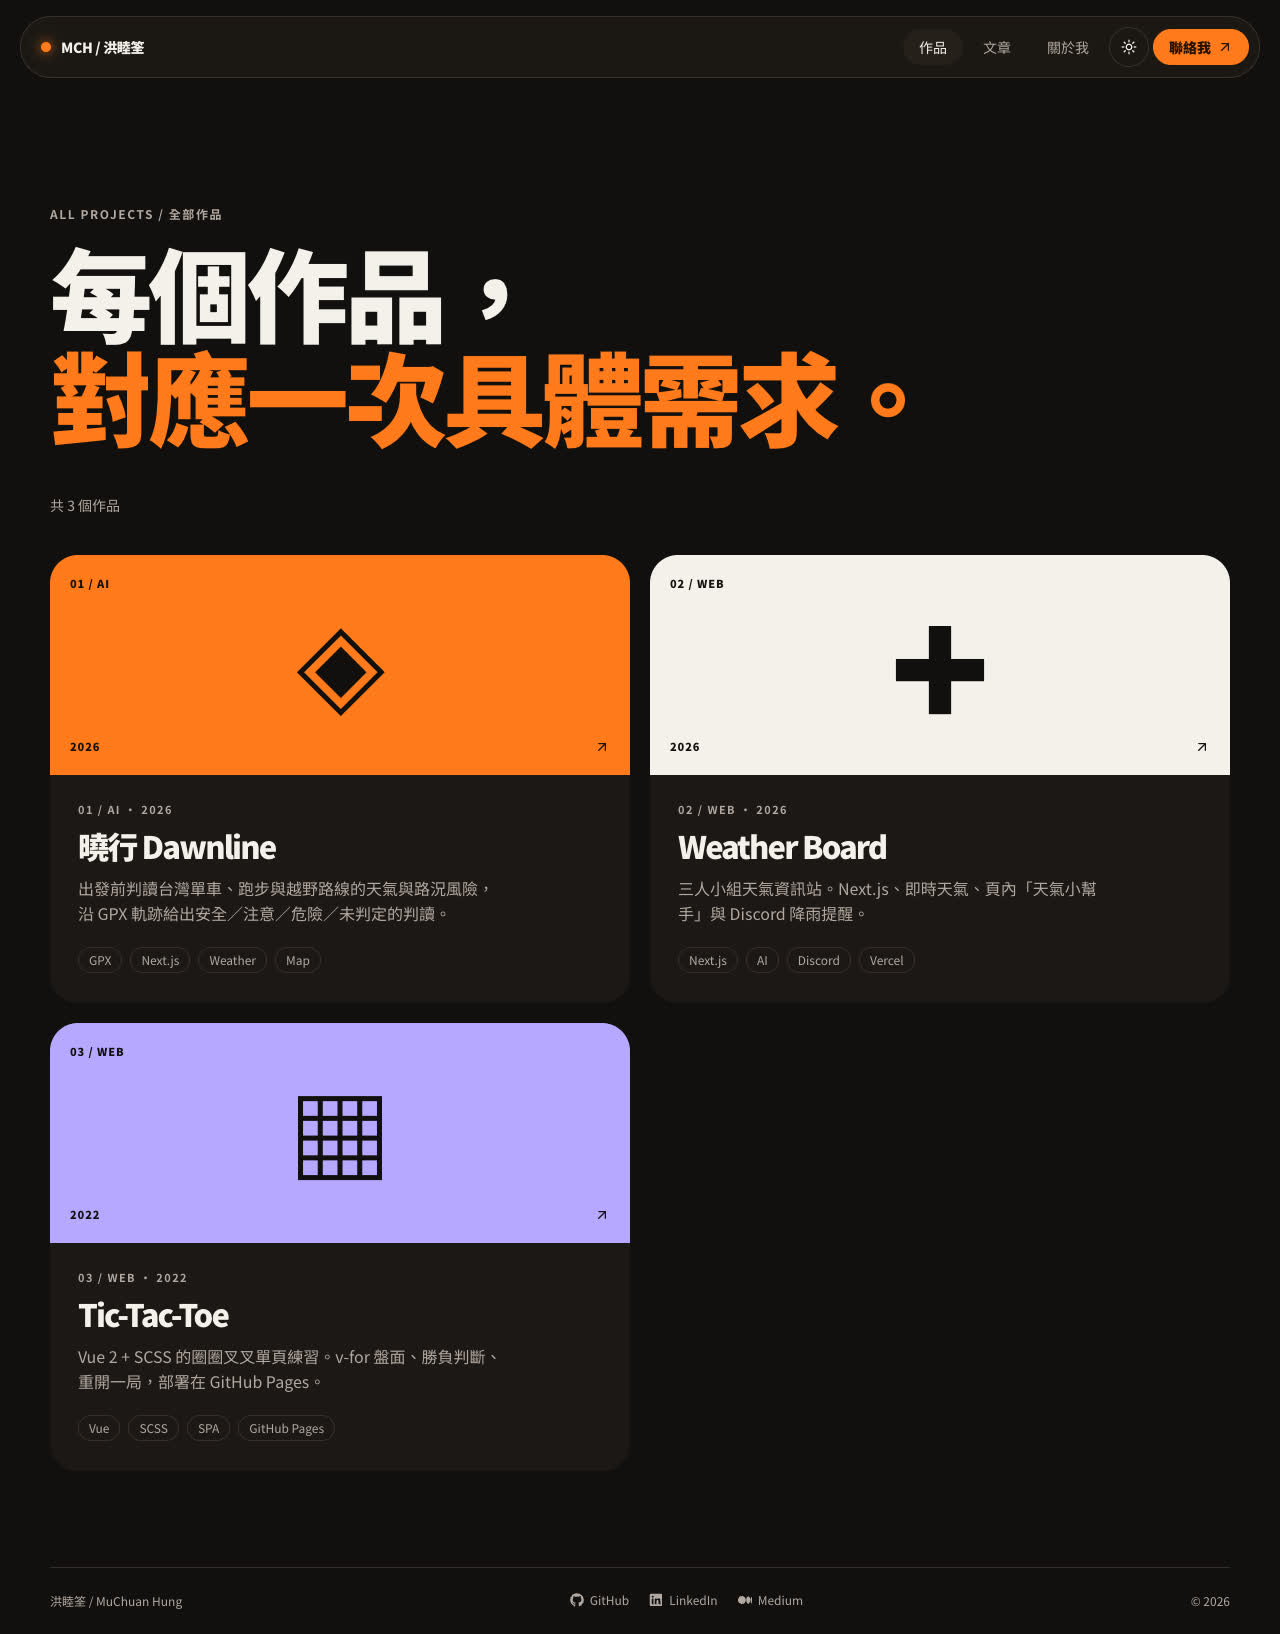 MCH / 洪睦筌
作品
文章
關於我
聯絡我
ALL PROJECTS / 全部作品
每個作品，
對應一次具體需求。
共 3 個作品
01 / AI
2026
01 / AI · 2026
曉行 Dawnline
出發前判讀台灣單車、跑步與越野路線的天氣與路況風險，
沿 GPX 軌跡給出安全／注意／危險／未判定的判讀。
GPX
Next.js
Weather
Map
02 / WEB
2026
02 / WEB · 2026
Weather Board
三人小組天氣資訊站。Next.js、即時天氣、頁內「天氣小幫
手」與 Discord 降雨提醒。
Next.js
AI
Discord
Vercel
03 / WEB
2022
03 / WEB · 2022
Tic-Tac-Toe
Vue 2 + SCSS 的圈圈叉叉單頁練習。v-for 盤面、勝負判斷、
重開一局，部署在 GitHub Pages。
Vue
SCSS
SPA
GitHub Pages
洪睦筌 / MuChuan Hung
GitHub
LinkedIn
Medium
© 2026